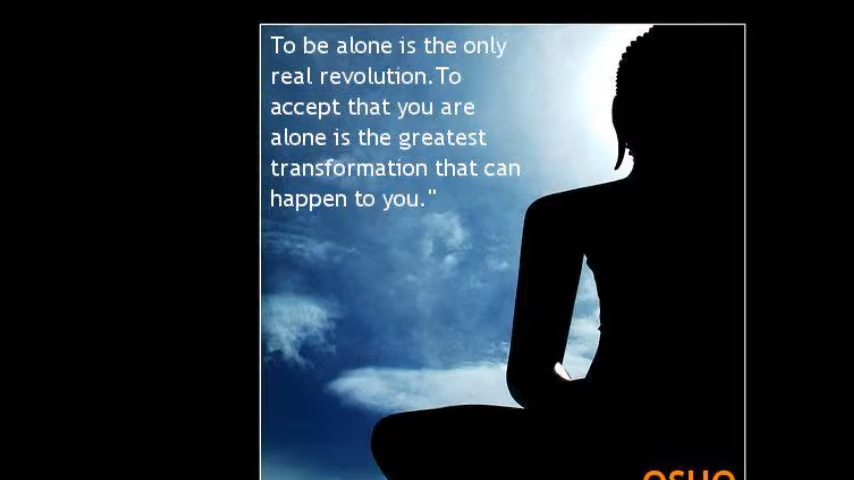 To be alone is the only
real revolution.To
accept that you are
alone is the greatest
transformation that can
happen to you."
OSHO